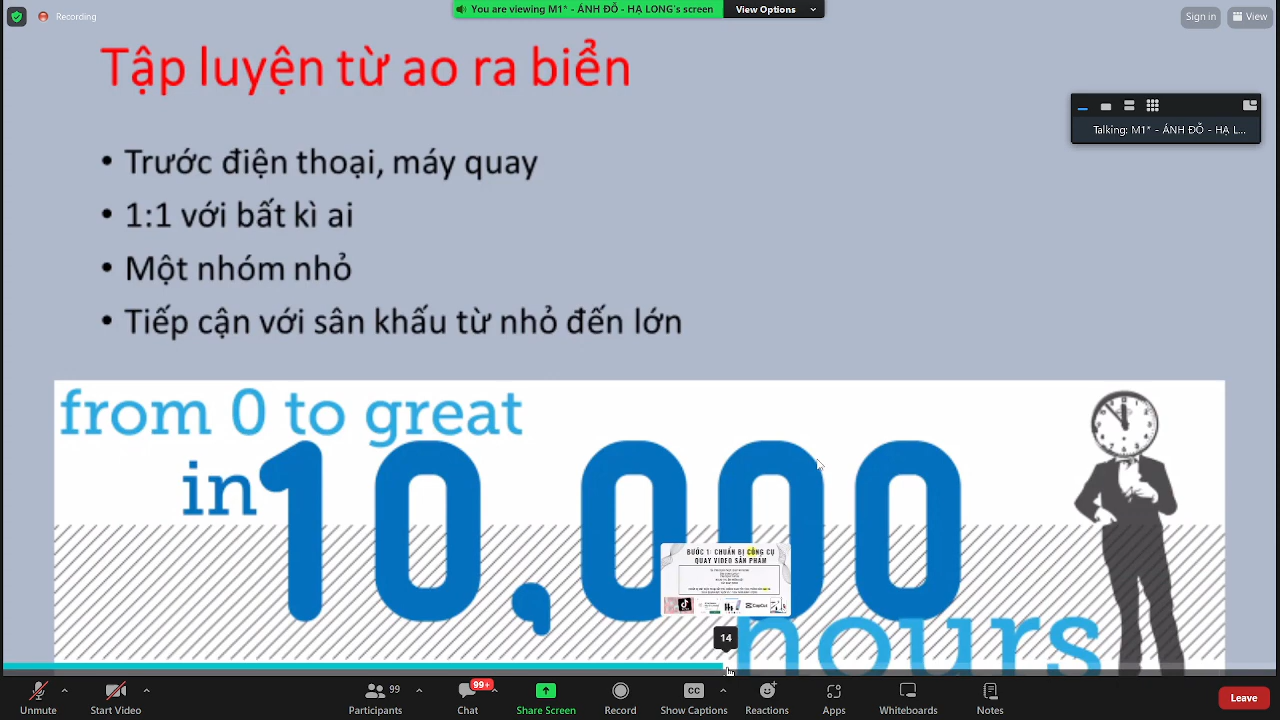 Recording
You are viewing M1* - ÁNH ĐỖ - HẠ LONG's screen
View Options
Sign in
View
Tập luyện từ ao ra biển
Talking: M1* - ÁNH ĐỖ - HẠ L...
• Trước điện thoại, máy quay
• 1:1 với bất kì ai
• Một nhóm nhỏ
• Tiếp cận với sân khấu từ nhỏ đến lớn
from 0 to great
in 10,000
hours
BƯỚC 1: CHUẨN BỊ CÔNG CỤ
QUAY VIDEO SẢN PHẨM
CapCut
14
99
99+
CC
Unmute
Start Video
Participants
Chat
Share Screen
Record
Show Captions
Reactions
Apps
Whiteboards
Notes
Leave